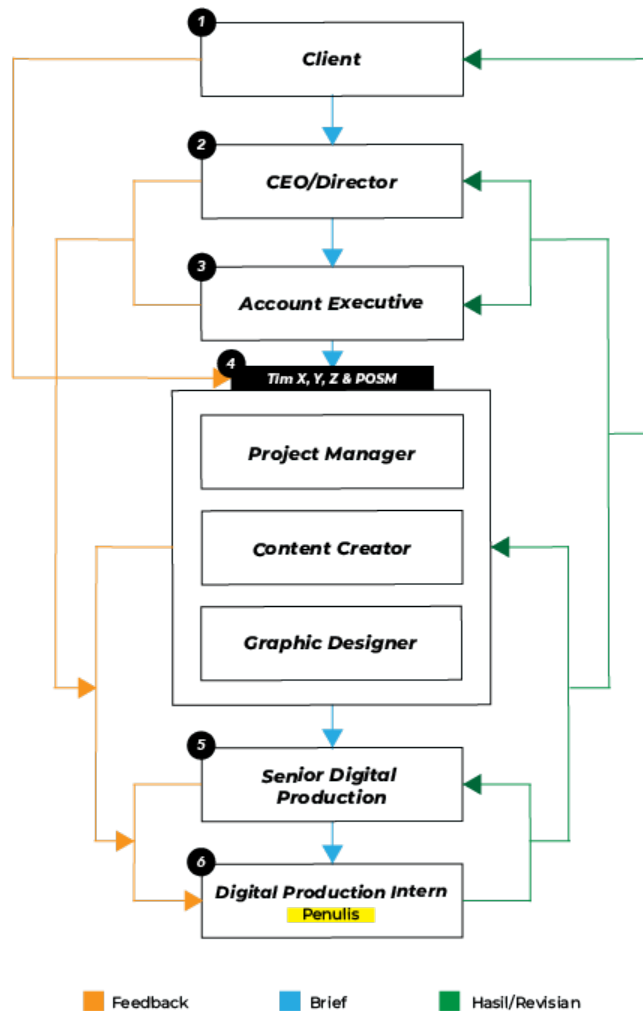 1
Client
2
CEO/Director
3
Account Executive
4
Tim X, Y, Z & POSM
Project Manager
Content Creator
Graphic Designer
5
Senior Digital
Production
6
Digital Production Intern
Penulis
Feedback
Brief
Hasil/Revisian